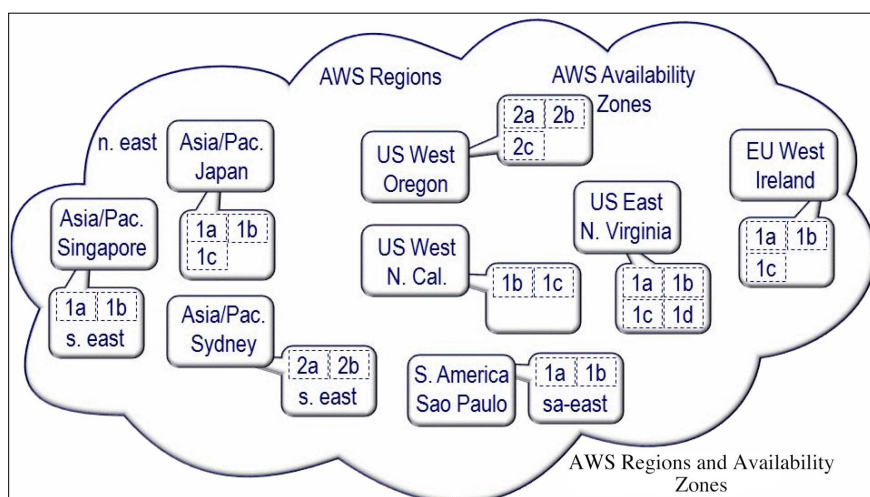 AWS Regions
AWS Availability
Zones
n. east
Asia/Pac.
Japan
1a 1b
1c
Asia/Pac.
Singapore
1a 1b
s. east
Asia/Pac.
Sydney
2a 2b
s. east
US West
Oregon
2a 2b
2c
US West
N. Cal.
1b 1c
US East
N. Virginia
1a 1b
1c 1d
EU West
Ireland
1a 1b
1c
S. America
Sao Paulo
1a 1b
sa-east
AWS Regions and Availability
Zones